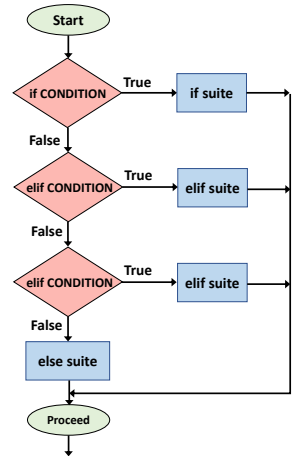 Start
if CONDITION
True
if suite
False
elif CONDITION
True
elif suite
False
elif CONDITION
True
elif suite
False
else suite
Proceed